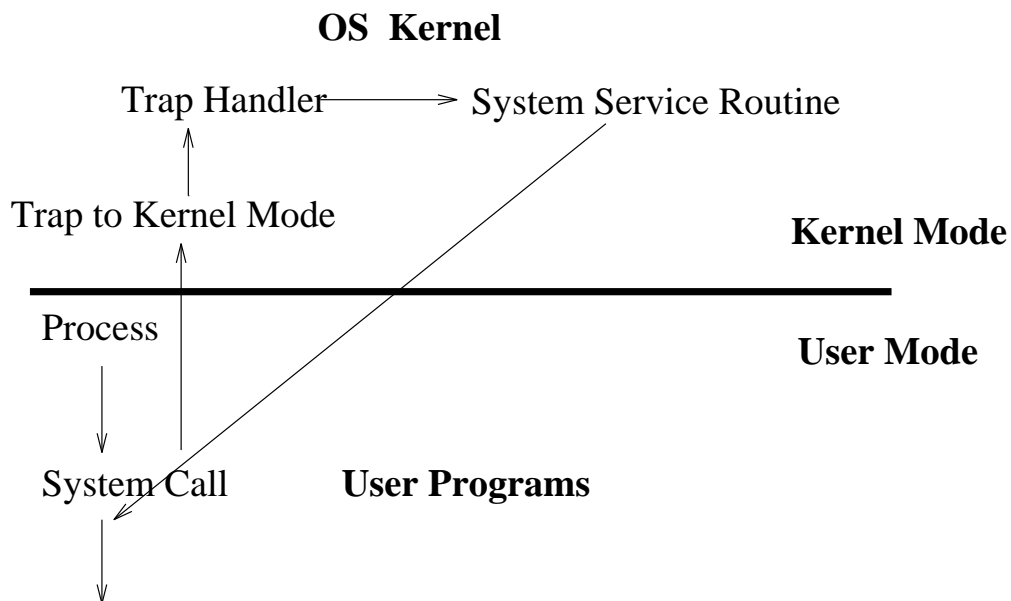 OS Kernel
Trap Handler
System Service Routine
Trap to Kernel Mode
Kernel Mode
Process
User Mode
System Call
User Programs